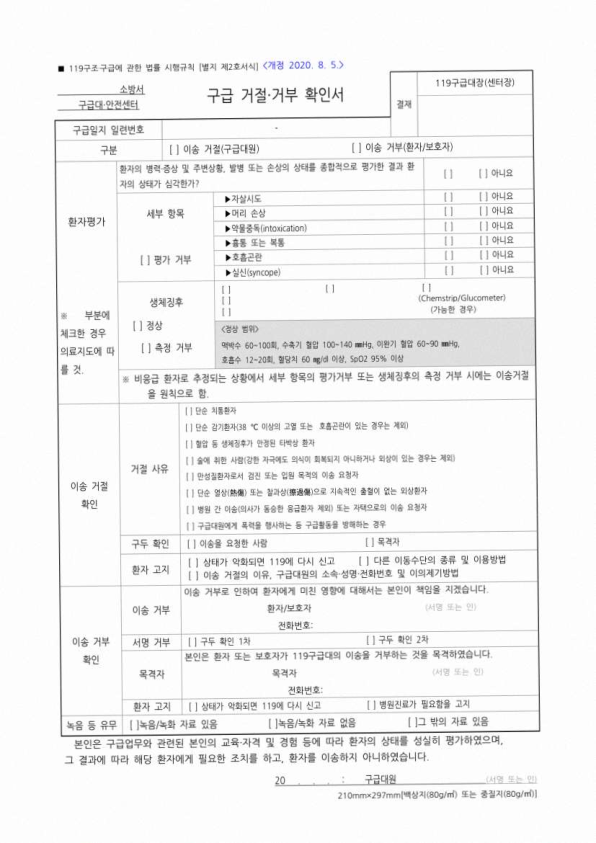 ■ 119구조·구급에 관한 법률 시행규칙 [별지 제2호서식] <개정 2020. 8. 5.>
소방서
구급대·안전센터
구급 거절·거부 확인서
결재
119구급대장(센터장)
구급일지 일련번호
-
구분
[ ] 이송 거절(구급대원)
[ ] 이송 거부(환자/보호자)
환자평가
환자의 병력·증상 및 주변상황, 발병 또는 손상의 상태를 종합적으로 평가한 결과 환
자의 상태가 심각한가?
[ ]
[ ] 아니요
세부 항목
[ ] 평가 거부
▶자살시도
[ ]
[ ] 아니요
▶머리 손상
[ ]
[ ] 아니요
▶약물중독(intoxication)
[ ]
[ ] 아니요
▶흉통 또는 복통
[ ]
[ ] 아니요
▶호흡곤란
[ ]
[ ] 아니요
▶실신(syncope)
[ ]
[ ] 아니요
※ 부분에
체크한 경우
의료지도에 따
를 것.
생체징후
[ ] 정상
[ ] 측정 거부
[ ]
[ ]
[ ]
[ ]
(Chemstrip/Glucometer)
[ ]
(가능한 경우)
<정상 범위>
맥박수 60~100회, 수축기 혈압 100~140 ㎜Hg, 이완기 혈압 60~90 ㎜Hg,
호흡수 12~20회, 혈당치 60 ㎎/㎗ 이상, SpO2 95% 이상
※ 비응급 환자로 추정되는 상황에서 세부 항목의 평가거부 또는 생체징후의 측정 거부 시에는 이송거절
을 원칙으로 함.
이송 거절
확인
거절 사유
[ ] 단순 치통환자
[ ] 단순 감기환자(38 ℃ 이상의 고열 또는 호흡곤란이 있는 경우는 제외)
[ ] 혈압 등 생체징후가 안정된 타박상 환자
[ ] 술에 취한 사람(강한 자극에도 의식이 회복되지 아니하거나 외상이 있는 경우는 제외)
[ ] 만성질환자로서 검진 또는 입원 목적의 이송 요청자
[ ] 단순 열상(熱傷) 또는 찰과상(擦過傷)으로 지속적인 출혈이 없는 외상환자
[ ] 병원 간 이송(의사가 동승한 응급환자 제외) 또는 자택으로의 이송 요청자
[ ] 구급대원에게 폭력을 행사하는 등 구급활동을 방해하는 경우
구두 확인
[ ] 이송을 요청한 사람
[ ] 목격자
환자 고지
[ ] 상태가 악화되면 119에 다시 신고
[ ] 다른 이동수단의 종류 및 이용방법
[ ] 이송 거절의 이유, 구급대원의 소속·성명·전화번호 및 이의제기방법
이송 거부
확인
이송 거부
이송 거부로 인하여 환자에게 미친 영향에 대해서는 본인이 책임을 지겠습니다.
환자/보호자
(서명 또는 인)
전화번호:
서명 거부
[ ] 구두 확인 1차
[ ] 구두 확인 2차
목격자
본인은 환자 또는 보호자가 119구급대의 이송을 거부하는 것을 목격하였습니다.
목격자
(서명 또는 인)
전화번호:
환자 고지
[ ] 상태가 악화되면 119에 다시 신고
[ ] 병원진료가 필요함을 고지
녹음 등 유무
[ ]녹음/녹화 자료 있음
[ ]녹음/녹화 자료 없음
[ ]그 밖의 자료 있음
본인은 구급업무와 관련된 본인의 교육·자격 및 경험 등에 따라 환자의 상태를 성실히 평가하였으며,
그 결과에 따라 해당 환자에게 필요한 조치를 하고, 환자를 이송하지 아니하였습니다.
20 . . . :
구급대원
(서명 또는 인)
210mm×297mm[백상지(80g/㎡) 또는 중질지(80g/㎡)]